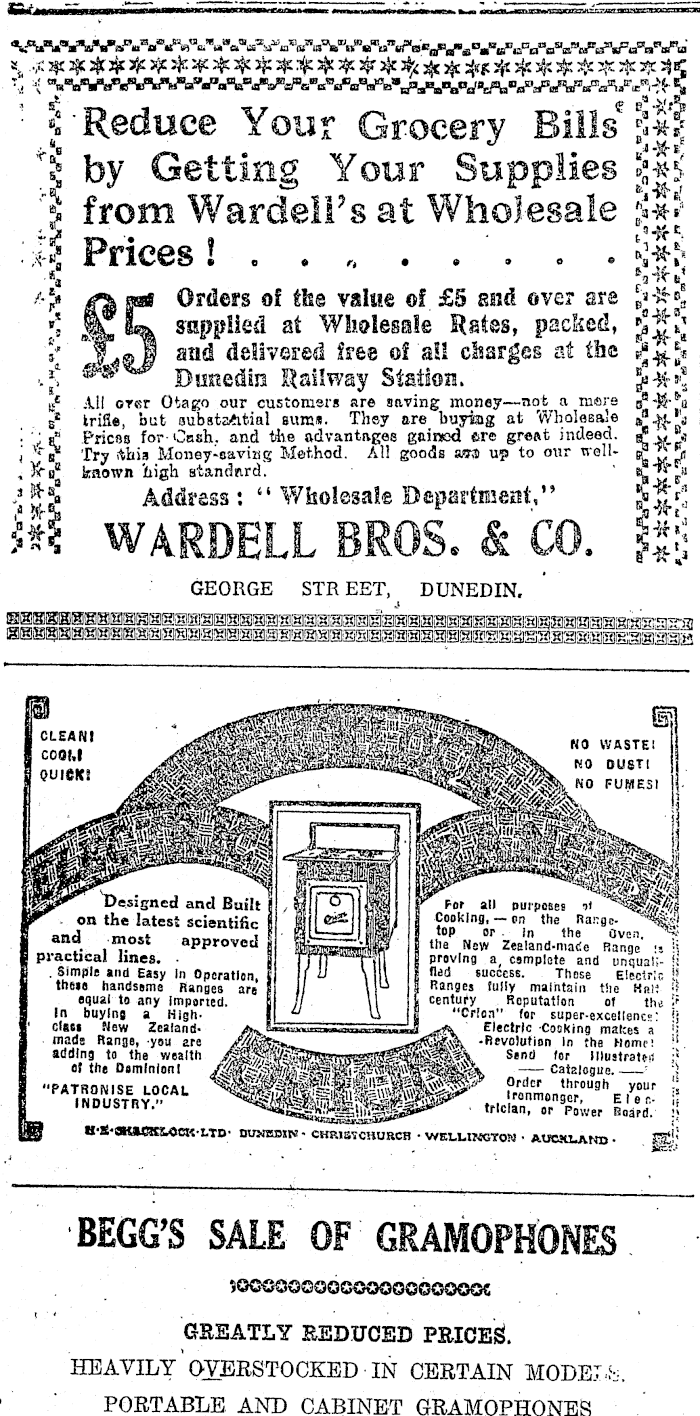 Reduce Your Grocery Bills
by Getting Your Supplies
from Wardell's at Wholesale
Prices! . . . . . . . .
£5
Orders of the value of £5 and over are
supplied at Wholesale Rates, packed,
and delivered free of all charges at the
Dunedin Railway Station.
All over Otago our customers are saving money—not a mere
trifle, but substantial sums. They are buying at Wholesale
Prices for Cash, and the advantages gained are great indeed.
Try this Money-saving Method. All goods are up to our well-
known high standard.
Address: "Wholesale Department,"
WARDELL BROS. & CO.
GEORGE STREET, DUNEDIN.
CLEAN!
COOL!
QUICK!
NO WASTE!
NO DUST!
NO FUMES!
Designed and Built
on the latest scientific
and most approved
practical lines.
Simple and Easy in Operation,
these handsome Ranges are
equal to any imported.
In buying a High-
class New Zealand-
made Range, you are
adding to the wealth
of the Dominion!
"PATRONISE LOCAL
INDUSTRY."
Orion
For all purposes of
Cooking,—on the Range-
top or in the Oven,
the New Zealand-made Range is
proving a complete and unquali-
fied success. These Electric
Ranges fully maintain the Half
century Reputation of the
"Orion" for super-excellence!
Electric Cooking makes a
Revolution in the Home!
Send for Illustrated
—— Catalogue. ——
Order through your
Ironmonger, Elec-
trician, or Power Board.
H·E·SHACKLOCK·LTD· DUNEDIN · CHRISTCHURCH · WELLINGTON · AUCKLAND ·
BEGG'S SALE OF GRAMOPHONES
GREATLY REDUCED PRICES.
HEAVILY OVERSTOCKED IN CERTAIN MODELS.
PORTABLE AND CABINET GRAMOPHONES